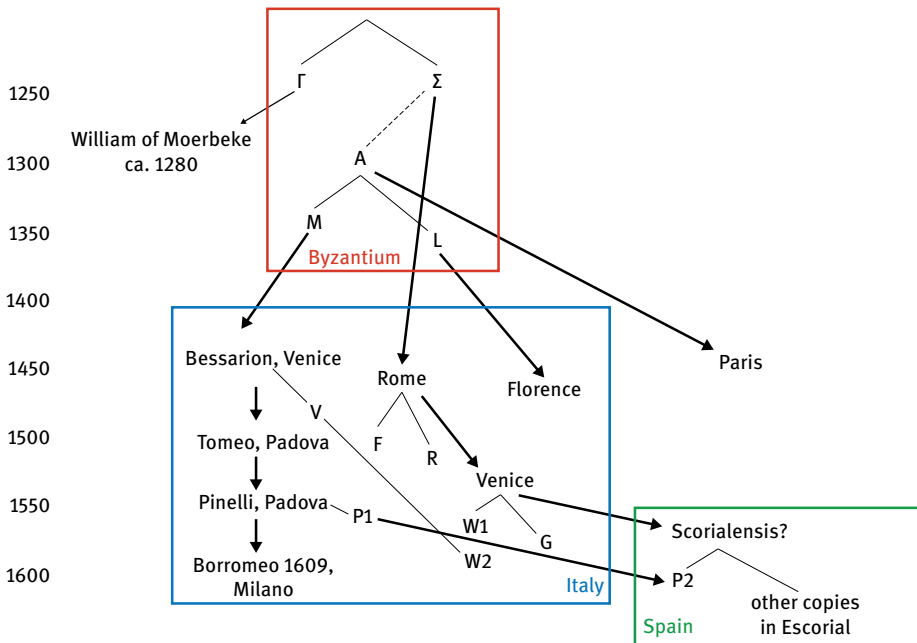 Γ
Σ
1250
William of Moerbeke
ca. 1280
1300
A
M
1350
L
Byzantium
1400
Bessarion, Venice
Paris
1450
Rome
Florence
V
1500
Tomeo, Padova
F
R
Venice
1550
Pinelli, Padova
P1
W1
G
Scorialensis?
1600
Borromeo 1609,
Milano
W2
Italy
P2
other copies
in Escorial
Spain